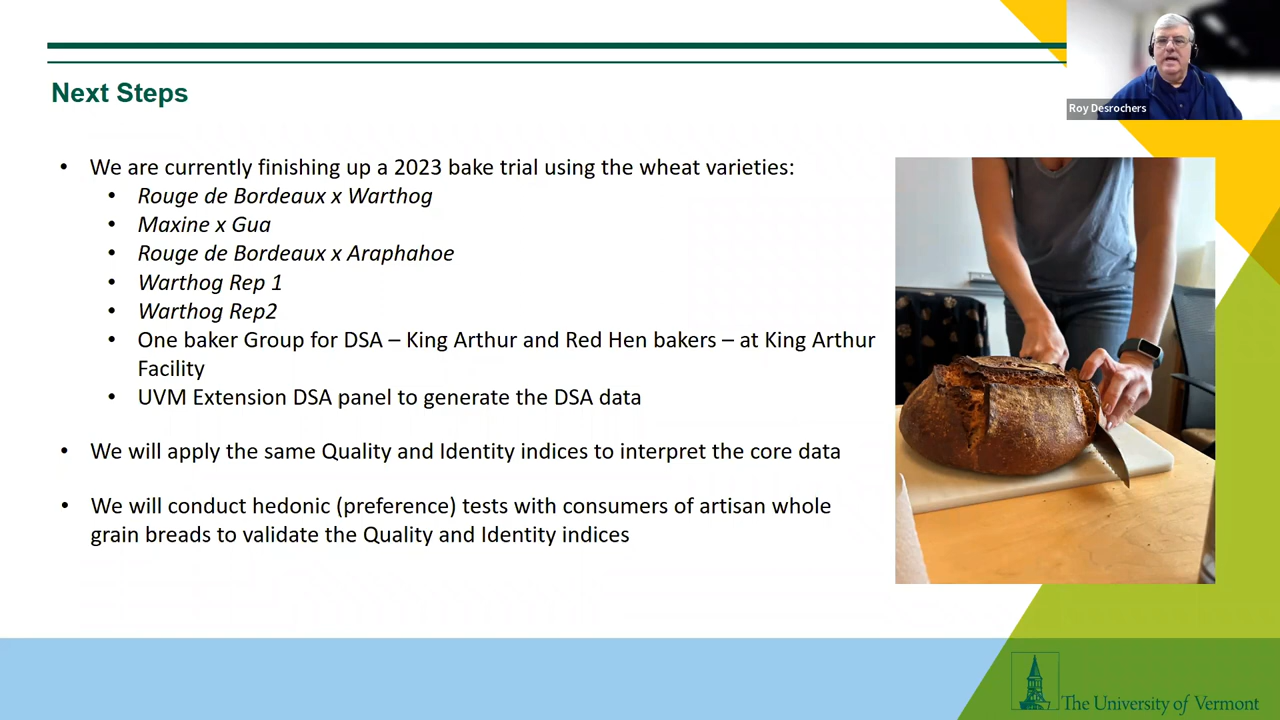 Next Steps
Roy Desrochers
• We are currently finishing up a 2023 bake trial using the wheat varieties:
• Rouge de Bordeaux x Warthog
• Maxine x Gua
• Rouge de Bordeaux x Araphahoe
• Warthog Rep 1
• Warthog Rep2
• One baker Group for DSA – King Arthur and Red Hen bakers – at King Arthur
Facility
• UVM Extension DSA panel to generate the DSA data
• We will apply the same Quality and Identity indices to interpret the core data
• We will conduct hedonic (preference) tests with consumers of artisan whole
grain breads to validate the Quality and Identity indices
The University of Vermont